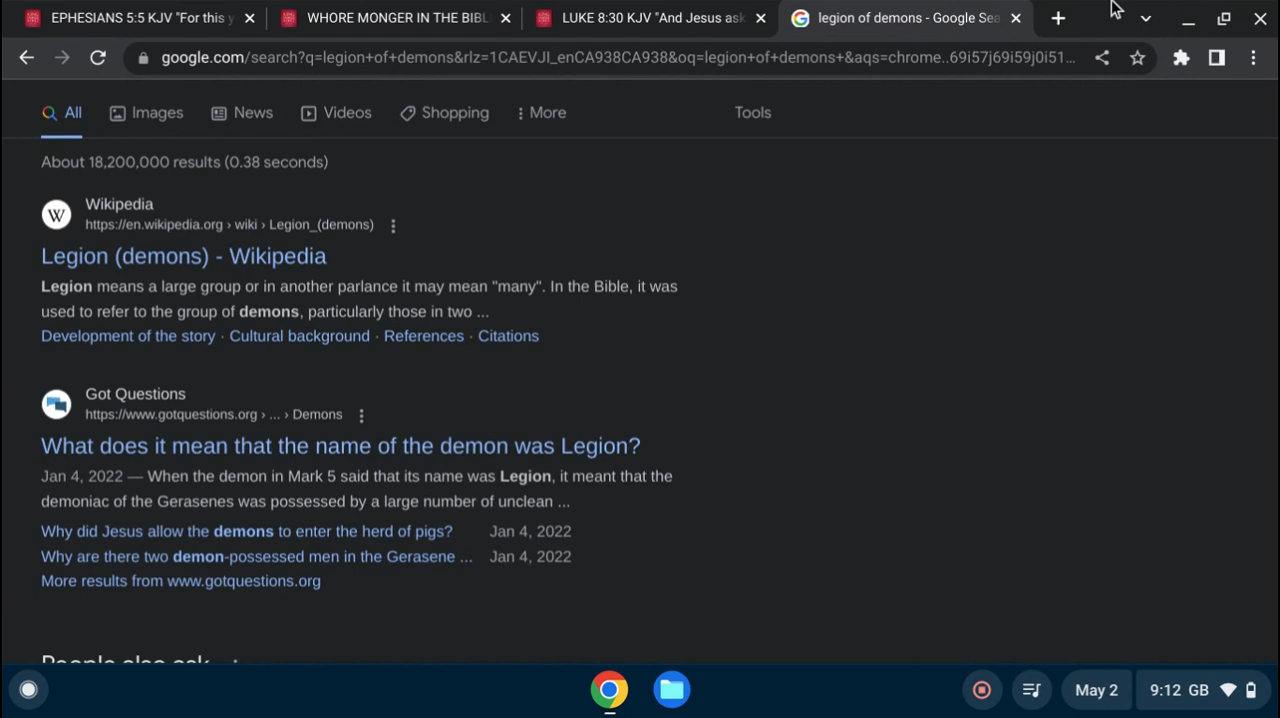 EPHESIANS 5:5 KJV "For this y
WHORE MONGER IN THE BIBL
LUKE 8:30 KJV "And Jesus ask
legion of demons - Google Sea
google.com/search?q=legion+of+demons&rlz=1CAEVJI_enCA938CA938&oq=legion+of+demons+&aqs=chrome..69i57j69i59j0i51...
All Images News Videos Shopping More Tools
About 18,200,000 results (0.38 seconds)
W
Wikipedia
https://en.wikipedia.org › wiki › Legion_(demons)
Legion (demons) - Wikipedia
Legion means a large group or in another parlance it may mean "many". In the Bible, it was
used to refer to the group of demons, particularly those in two ...
Development of the story · Cultural background · References · Citations
Got Questions
https://www.gotquestions.org › ... › Demons
What does it mean that the name of the demon was Legion?
Jan 4, 2022 — When the demon in Mark 5 said that its name was Legion, it meant that the
demoniac of the Gerasenes was possessed by a large number of unclean ...
Why did Jesus allow the demons to enter the herd of pigs? Jan 4, 2022
Why are there two demon-possessed men in the Gerasene ... Jan 4, 2022
More results from www.gotquestions.org
People also ask
May 2 9:12 GB